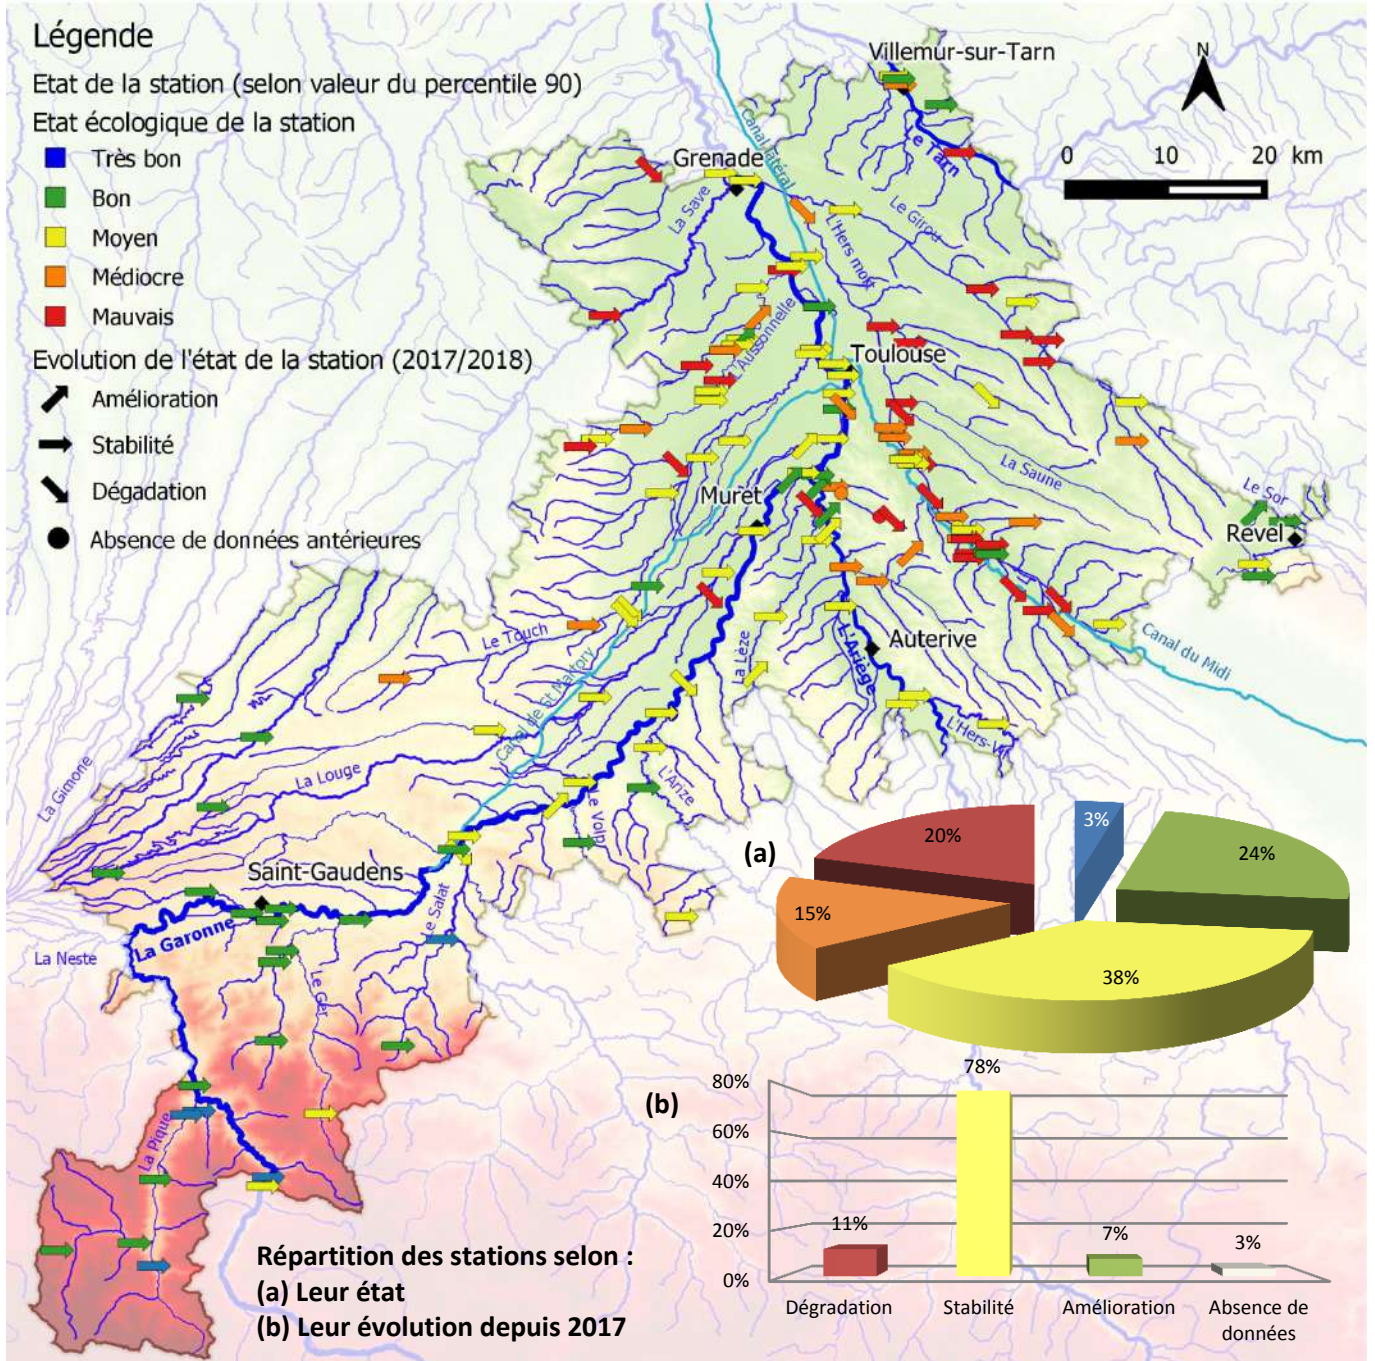 Légende
Etat de la station (selon valeur du percentile 90)
Etat écologique de la station
Très bon
Bon
Moyen
Médiocre
Mauvais
Evolution de l'état de la station (2017/2018)
Amélioration
Stabilité
Dégadation
Absence de données antérieures
N
0 10 20 km
Villemur-sur-Tarn
Le Tarn
Canal latéral
Grenade
La Save
Le Girou
L'Hers mort
L'Aussonnelle
Toulouse
La Saune
Le Sor
Revel
Muret
Le Touch
Canal de St Martory
La Lèze
L'Ariège
Auterive
Canal du Midi
L'Hers-Vif
La Gimone
La Louge
L'Arize
Le Volp
Saint-Gaudens
Le Salat
La Garonne
La Neste
Le Ger
La Pique
(a)
3%
24%
38%
15%
20%
(b)
80%
60%
40%
20%
0%
11%
78%
7%
3%
Dégradation
Stabilité
Amélioration
Absence de
données
Répartition des stations selon :
(a) Leur état
(b) Leur évolution depuis 2017